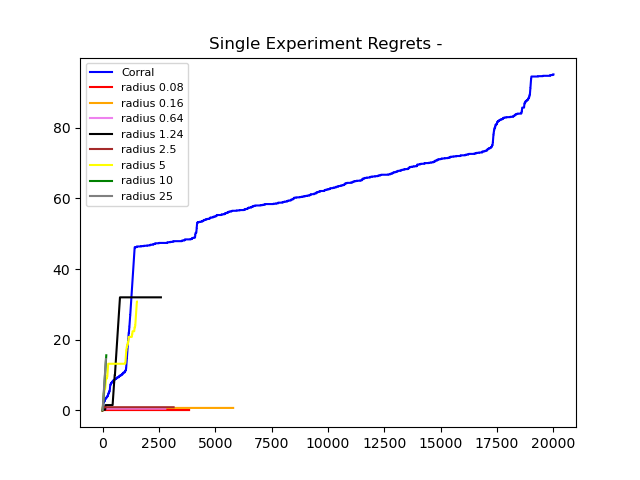 Single Experiment Regrets -
Corral
radius 0.08
radius 0.16
radius 0.64
radius 1.24
radius 2.5
radius 5
radius 10
radius 25
80
60
40
20
0
0 2500 5000 7500 10000 12500 15000 17500 20000